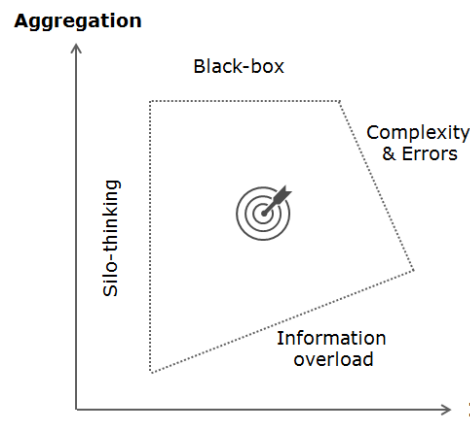 Aggregation
Black-box
Complexity
& Errors
Silo-thinking
Information
overload